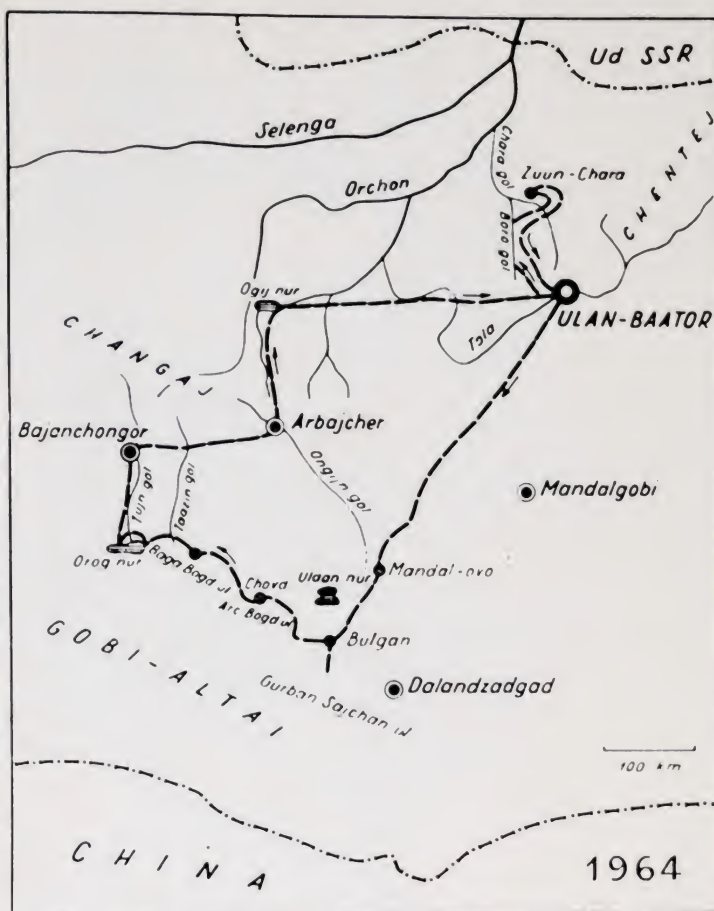 Ud SSR
Selenga
Chara gol
Zuun-Chara
CHENTEJ
Orchon
Boro gol
Ogij nur
ULAN-BAATOR
Tola
CHANGAJ
Arbajcher
Bajanchongor
Ongijn gol
Mandalgobi
Tujn gol
Taazin gol
Orog nur
Baga Bogd ul
Chovd
Ulaan nur
Mandal-ovo
Arc Bogd ul
Bulgan
GOBI-ALTAI
Dalandzadgad
Gurban Sajchan ul
100 km
CHINA
1964